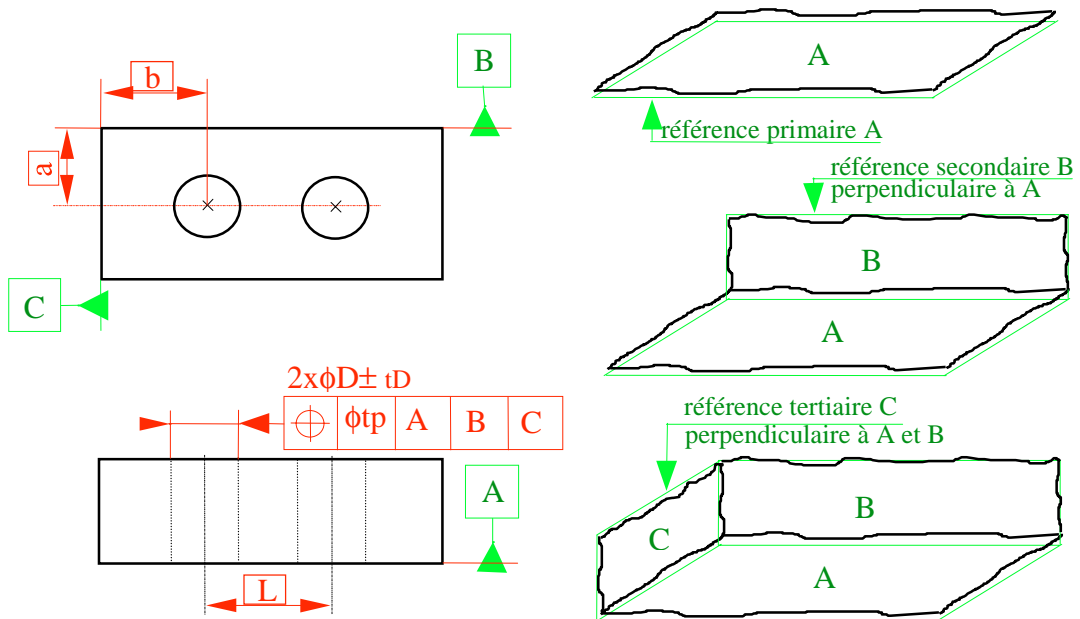 b
B
a
C
2xϕD± tD
ϕtp A B C
A
L
A
référence primaire A
référence secondaire B
perpendiculaire à A
B
A
référence tertiaire C
perpendiculaire à A et B
B
C
A